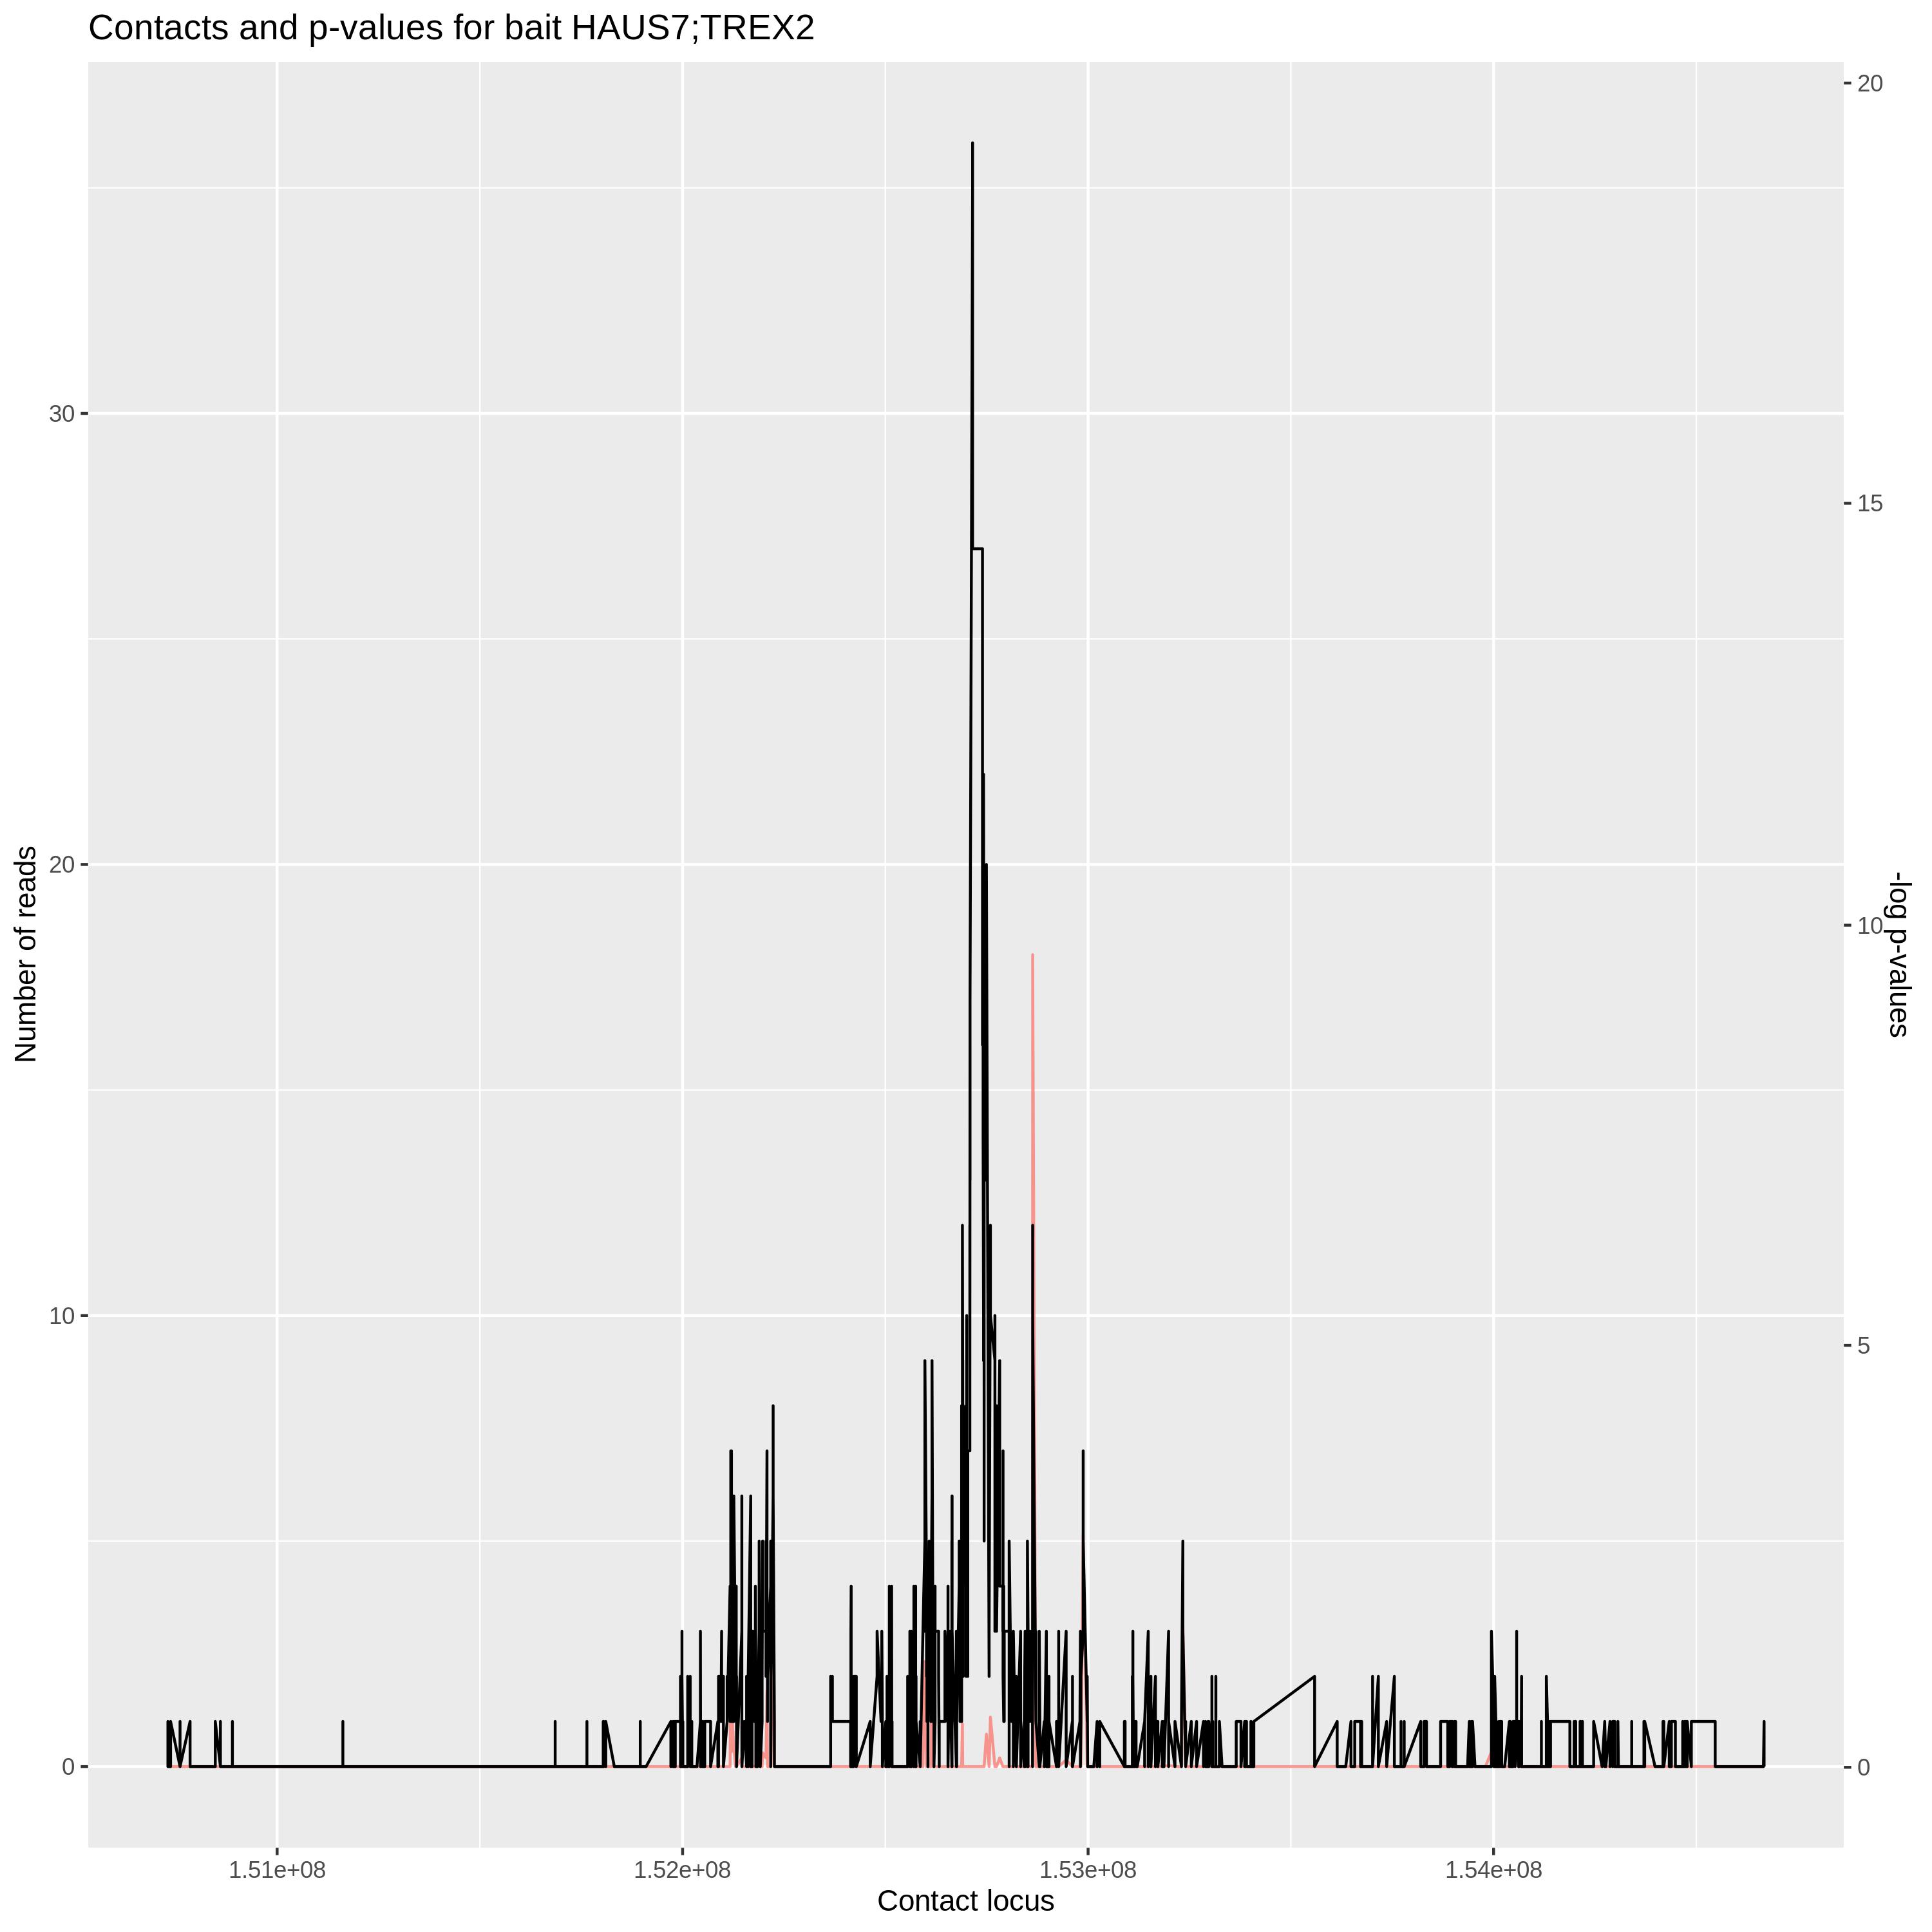 Contacts and p-values for bait HAUS7;TREX2
Number of reads
30
20
10
0
20
15
10
5
0
-log p-values
1.51e+08
1.52e+08
1.53e+08
1.54e+08
Contact locus